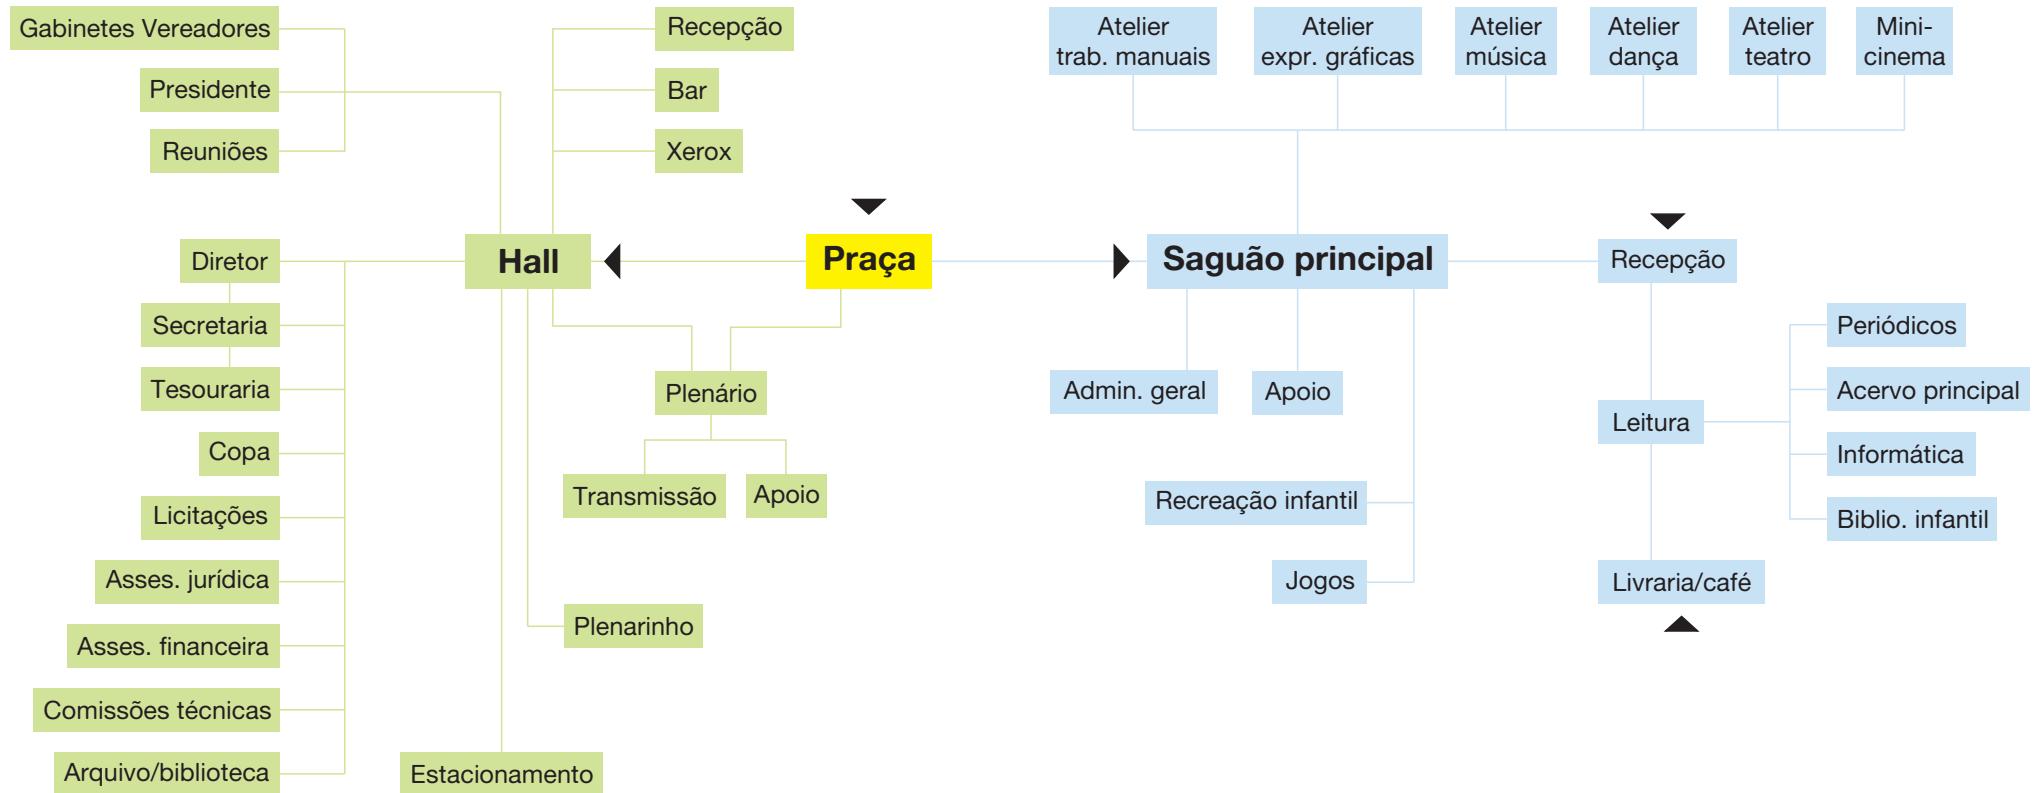 Gabinetes Vereadores
Presidente
Reuniões
Recepção
Bar
Xerox
Atelier
trab. manuais
Atelier
expr. gráficas
Atelier
música
Atelier
dança
Atelier
teatro
Mini-
cinema
Hall
Praça
Saguão principal
Recepção
Diretor
Secretaria
Tesouraria
Copa
Licitações
Asses. jurídica
Asses. financeira
Comissões técnicas
Arquivo/biblioteca
Plenário
Transmissão
Apoio
Plenarinho
Estacionamento
Admin. geral
Apoio
Recreação infantil
Jogos
Leitura
Livraria/café
Periódicos
Acervo principal
Informática
Biblio. infantil